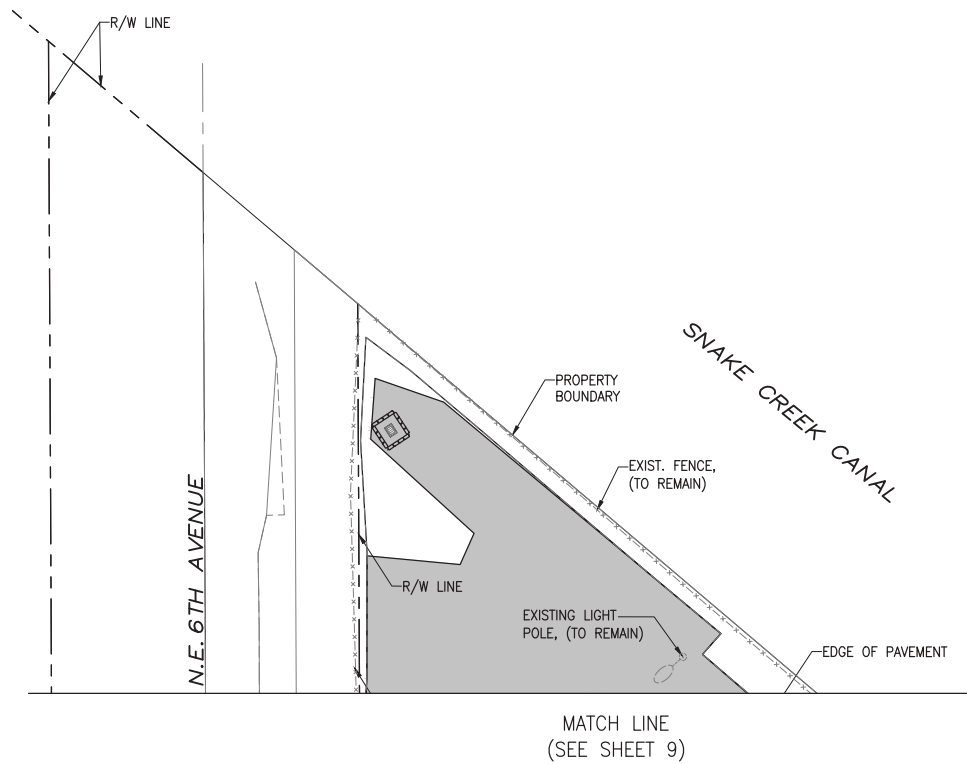 R/W LINE
SNAKE CREEK CANAL
PROPERTY
BOUNDARY
EXIST. FENCE,
(TO REMAIN)
N.E. 6TH AVENUE
R/W LINE
EXISTING LIGHT
POLE, (TO REMAIN)
EDGE OF PAVEMENT
MATCH LINE
(SEE SHEET 9)